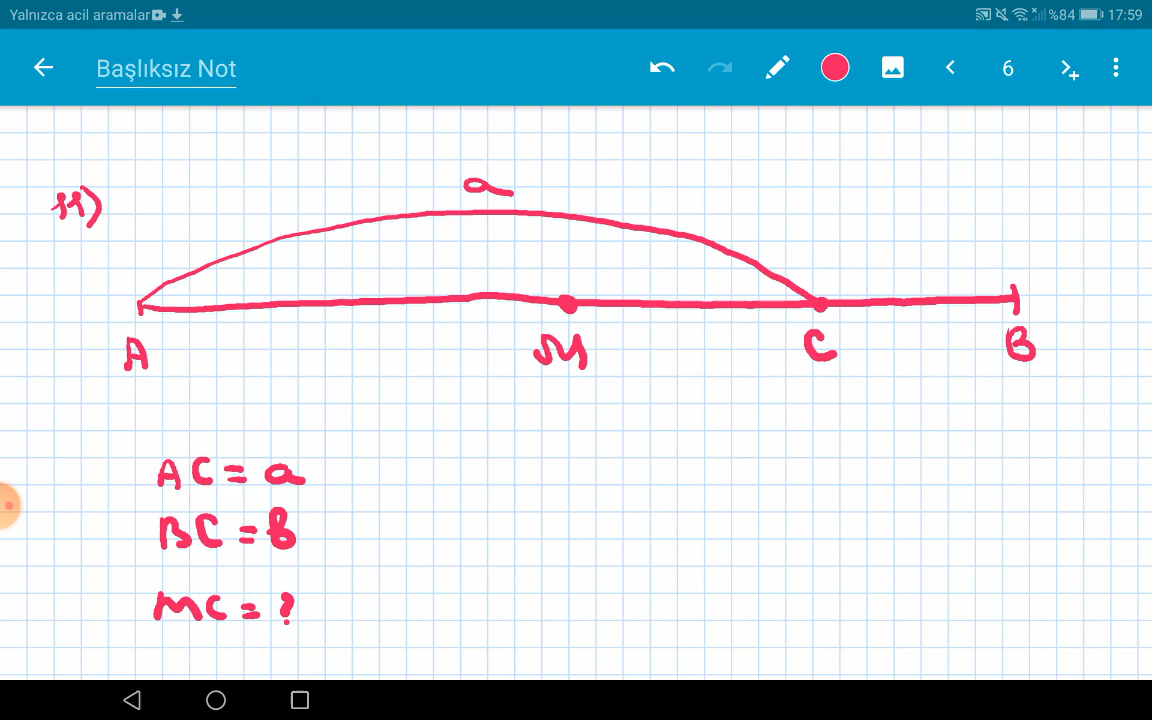 Yalnızca acil aramalar %84 17:59
Başlıksız Not 6
11)
a
A M C B
AC = a
BC = b
MC = ?